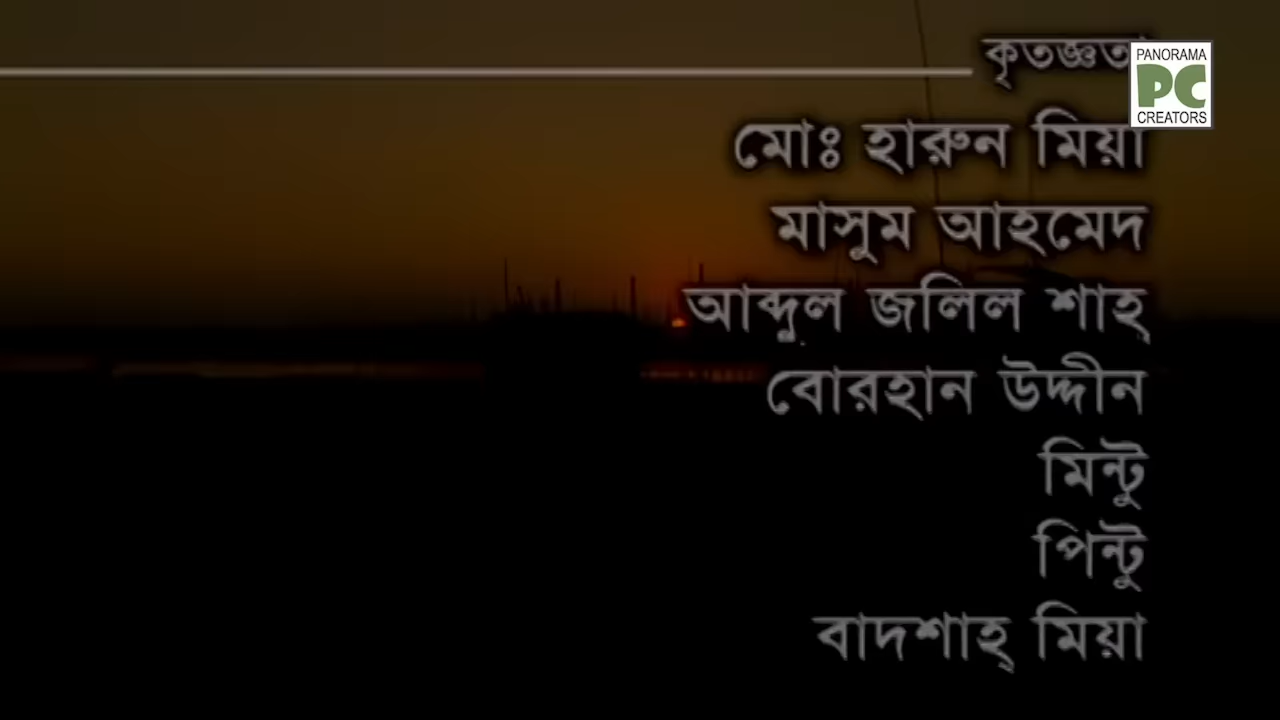 কৃতজ্ঞতা
PANORAMA
PC
CREATORS
মোঃ হারুন মিয়া
মাসুম আহমেদ
আব্দুল জলিল শাহ্
বোরহান উদ্দীন
মিন্টু
পিন্টু
বাদশাহ্ মিয়া